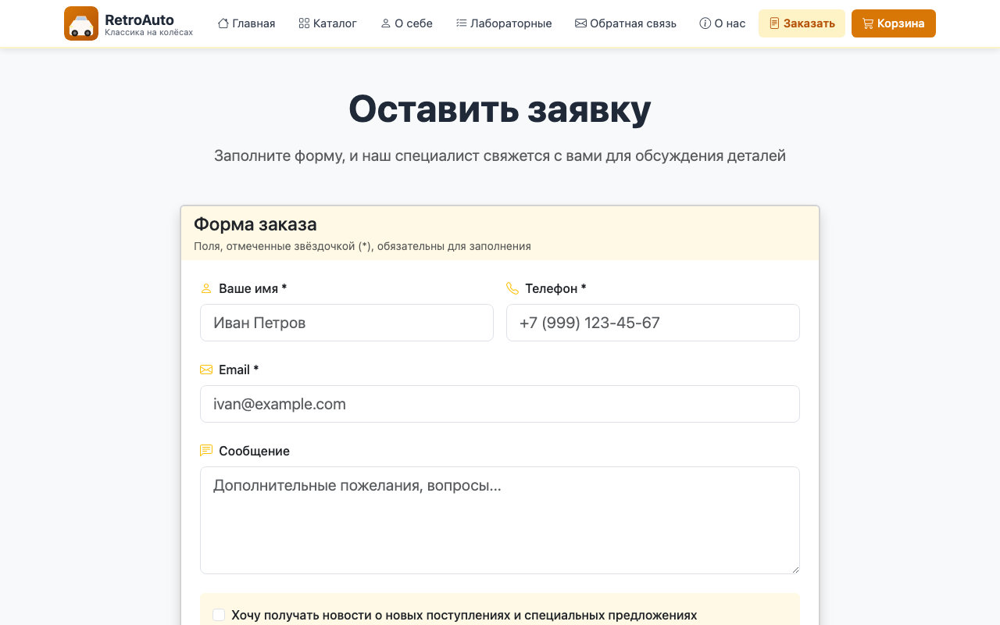 RetroAuto
Классика на колёсах
Главная
Каталог
О себе
Лабораторные
Обратная связь
О нас
Заказать
Корзина
Оставить заявку
Заполните форму, и наш специалист свяжется с вами для обсуждения деталей
Форма заказа
Поля, отмеченные звёздочкой (*), обязательны для заполнения
Ваше имя *
Телефон *
Иван Петров
+7 (999) 123-45-67
Email *
ivan@example.com
Сообщение
Дополнительные пожелания, вопросы...
Хочу получать новости о новых поступлениях и специальных предложениях